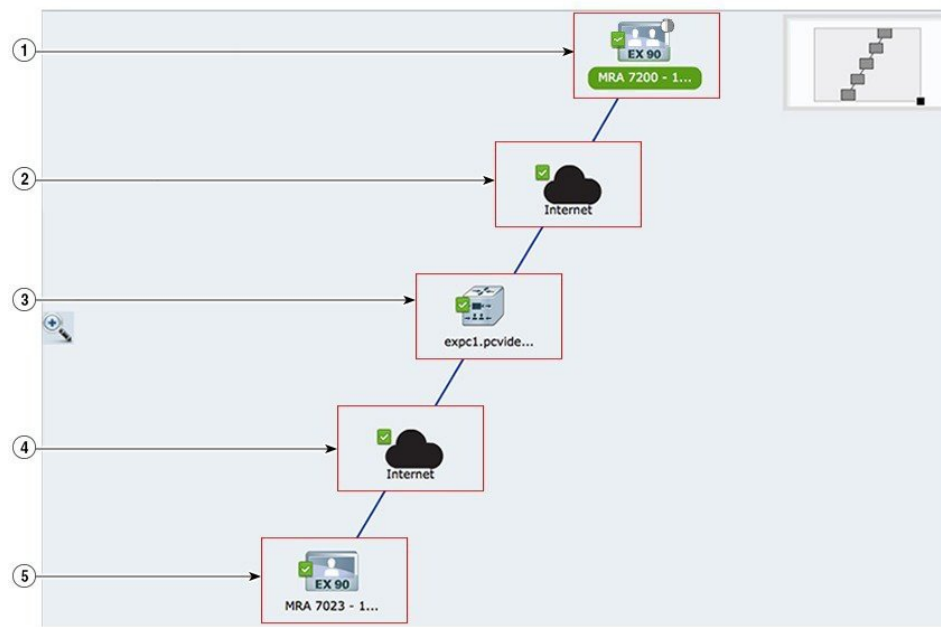 1
EX 90
MRA 7200 - 1...
2
Internet
3
expc1.pcvide...
4
Internet
5
EX 90
MRA 7023 - 1...